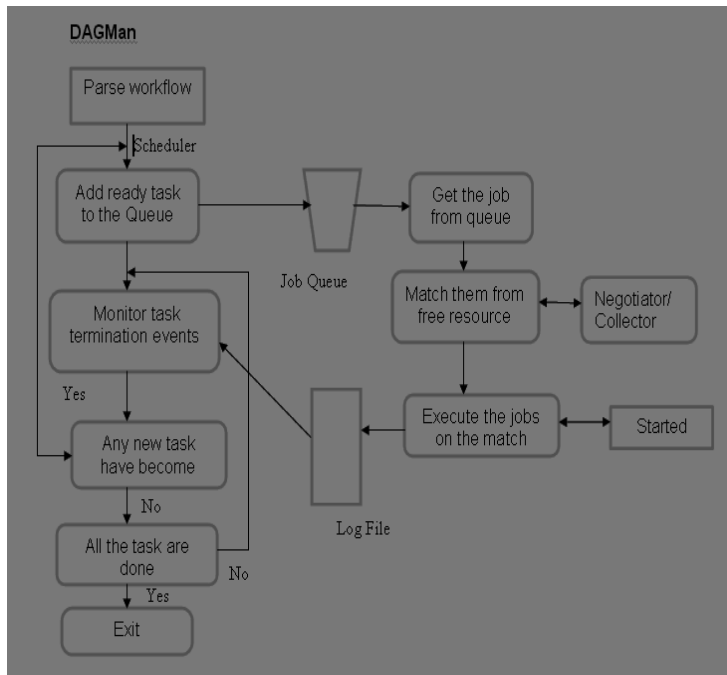 DAGMan
Parse workflow
Scheduler
Add ready task
to the Queue
Job Queue
Get the job
from queue
Match them from
free resource
Negotiator/
Collector
Monitor task
termination events
Yes
Execute the jobs
on the match
Started
Any new task
have become
Log File
No
All the task are
done
No
Yes
Exit